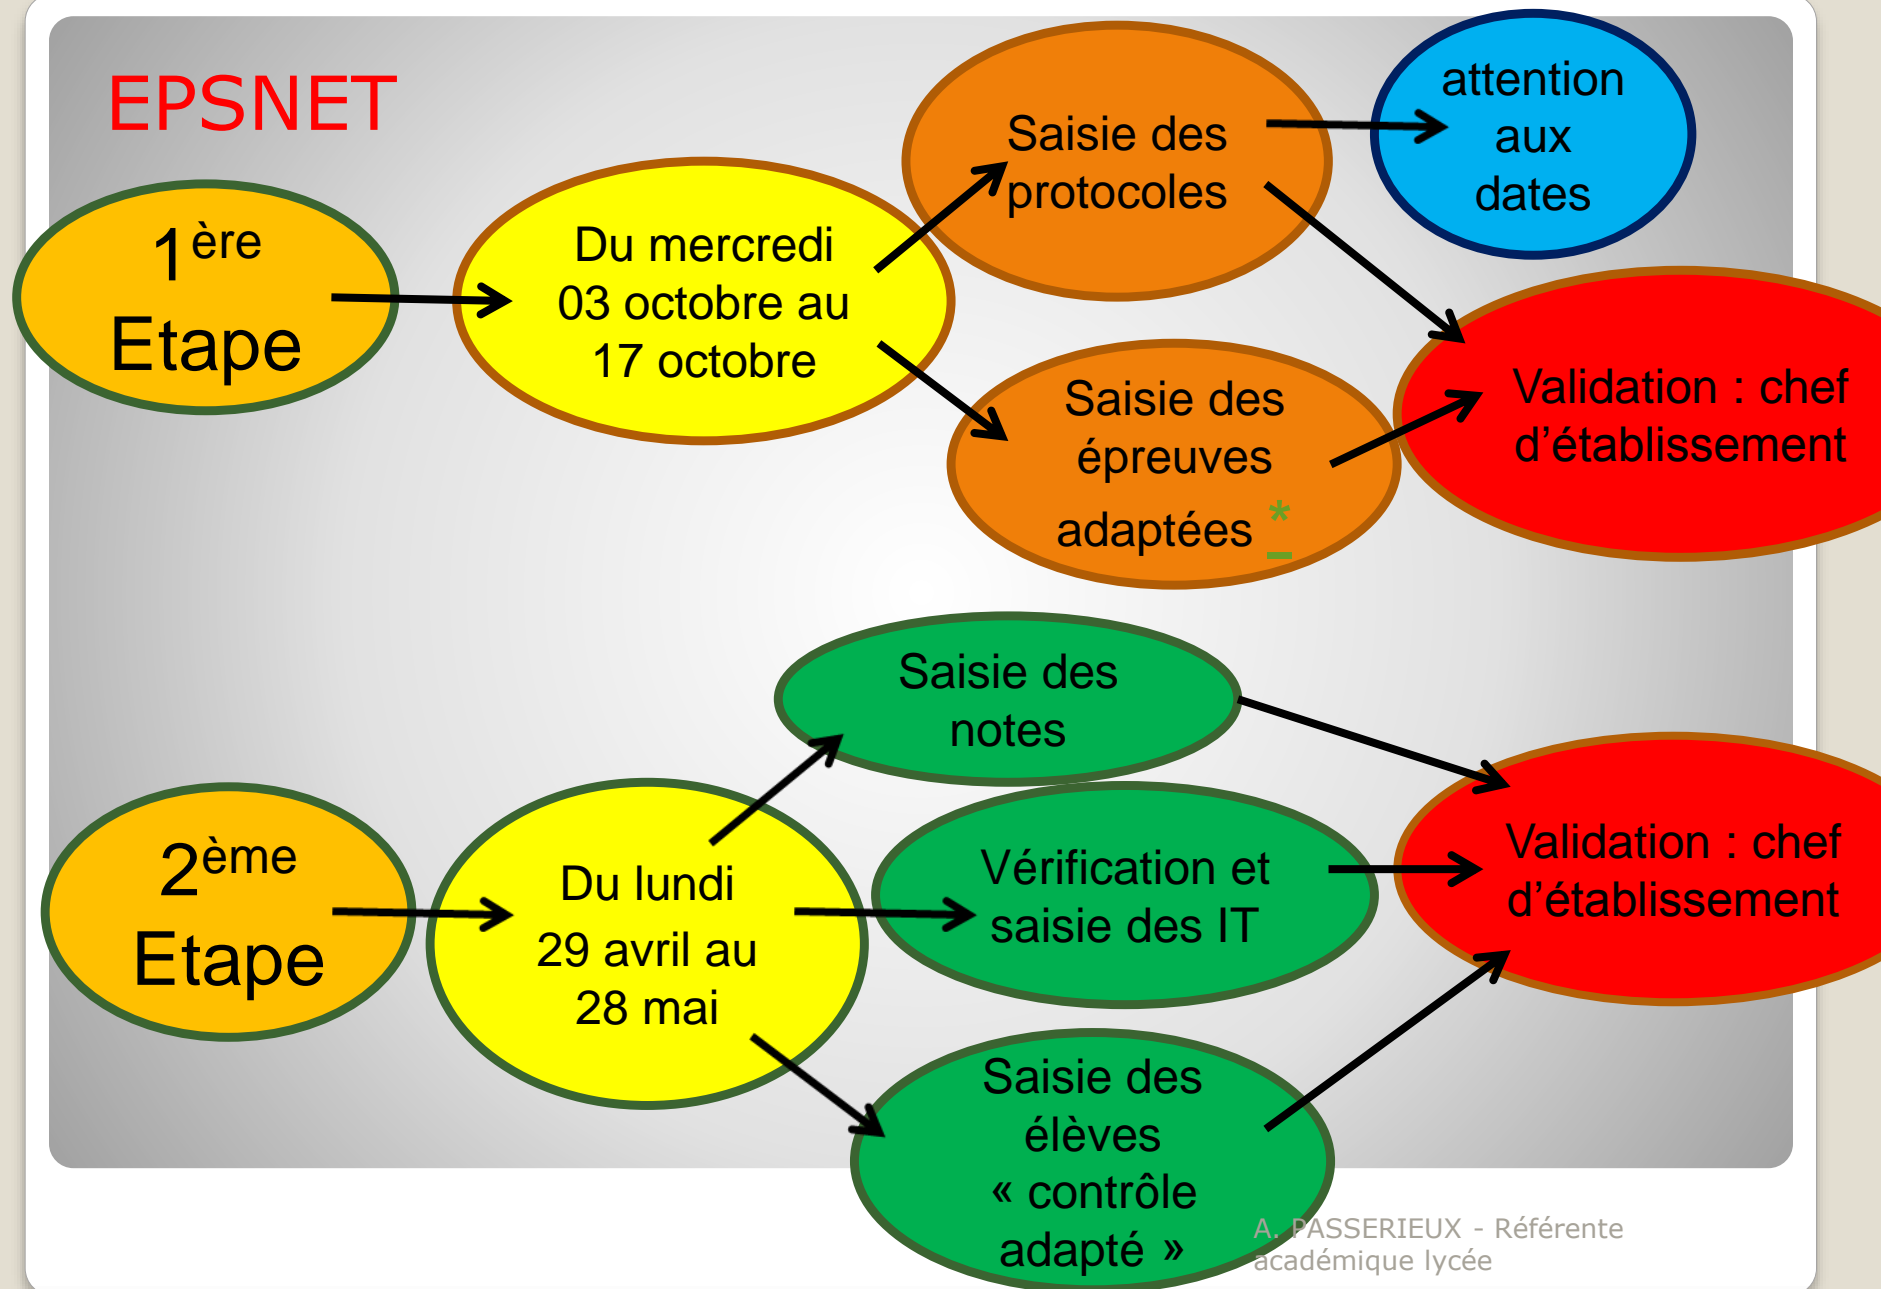 EPSNET
1ère
Etape
Du mercredi
03 octobre au
17 octobre
Saisie des
protocoles
attention
aux
dates
Saisie des
épreuves
adaptées *
Validation : chef
d’établissement
2ème
Etape
Du lundi
29 avril au
28 mai
Saisie des
notes
Vérification et
saisie des IT
Saisie des
élèves
« contrôle
adapté »
Validation : chef
d’établissement
A. PASSERIEUX - Référente
académique lycée